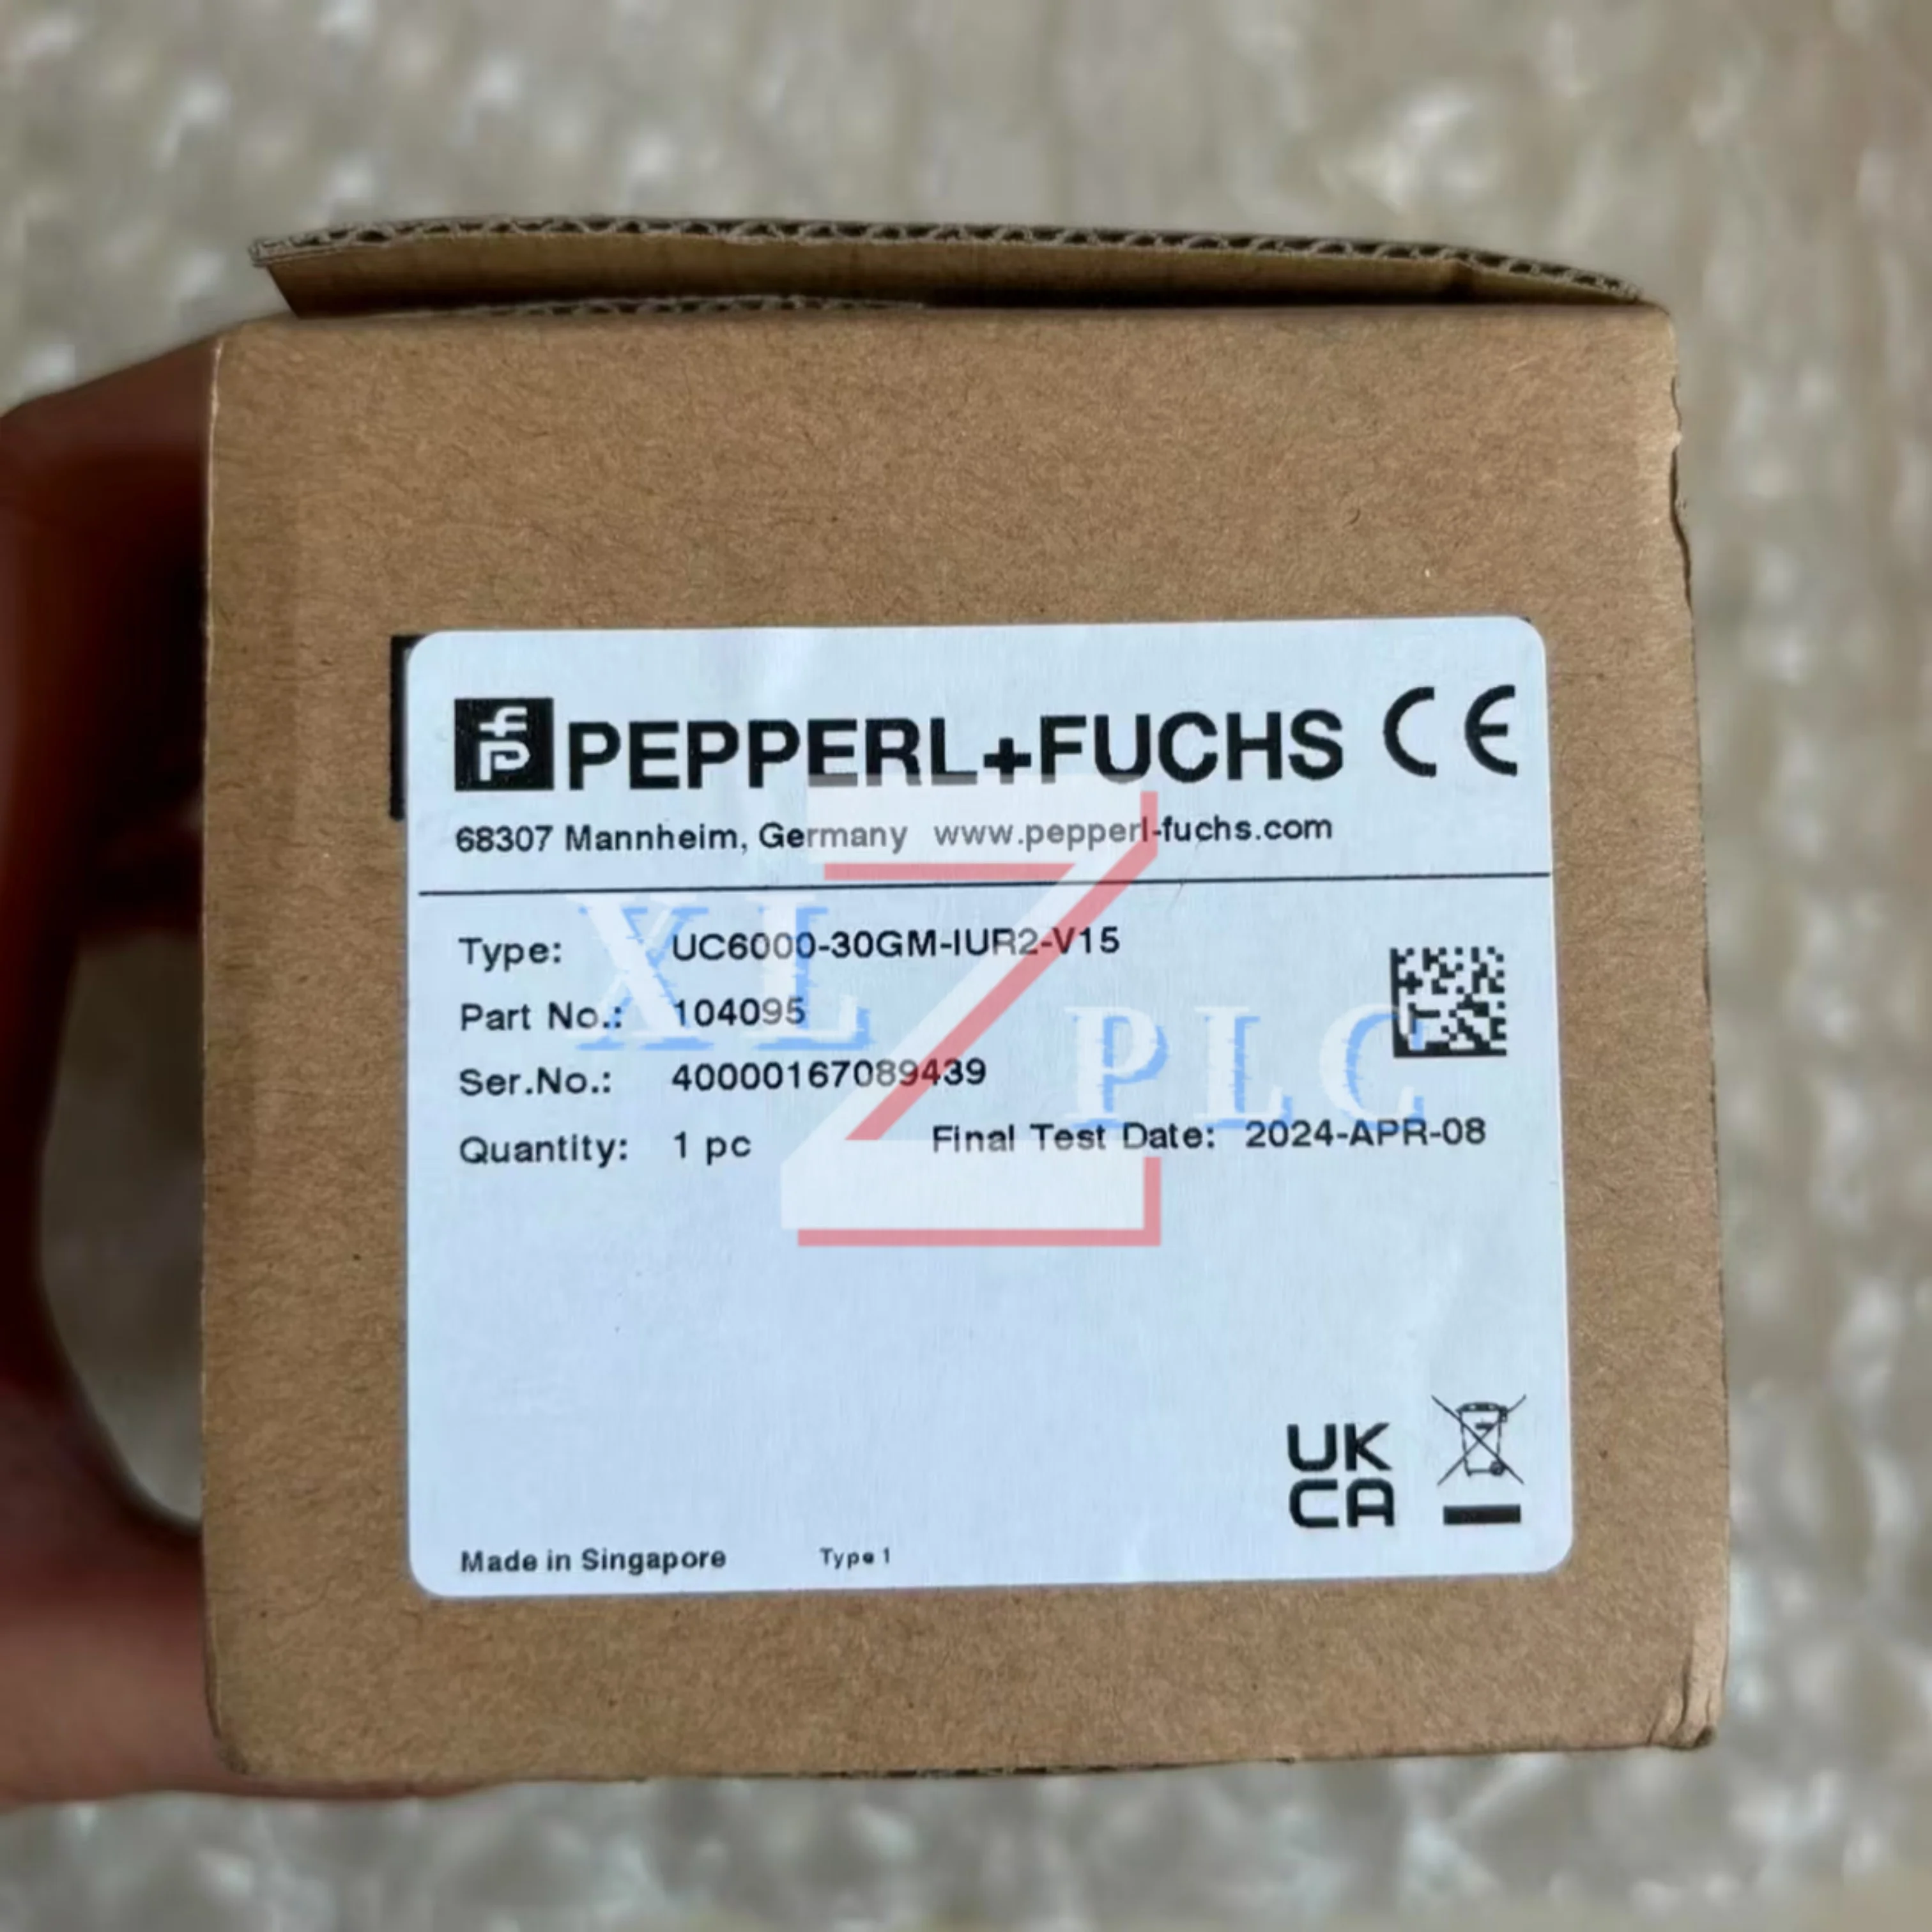 fP PEPPERL+FUCHS CE
68307 Mannheim, Germany www.pepperl-fuchs.com
Type: UC6000-30GM-IUR2-V15
Part No.: 104095
Ser.No.: 40000167089439
Quantity: 1 pc Final Test Date: 2024-APR-08
XLZ PLC
UK
CA
Made in Singapore Type 1